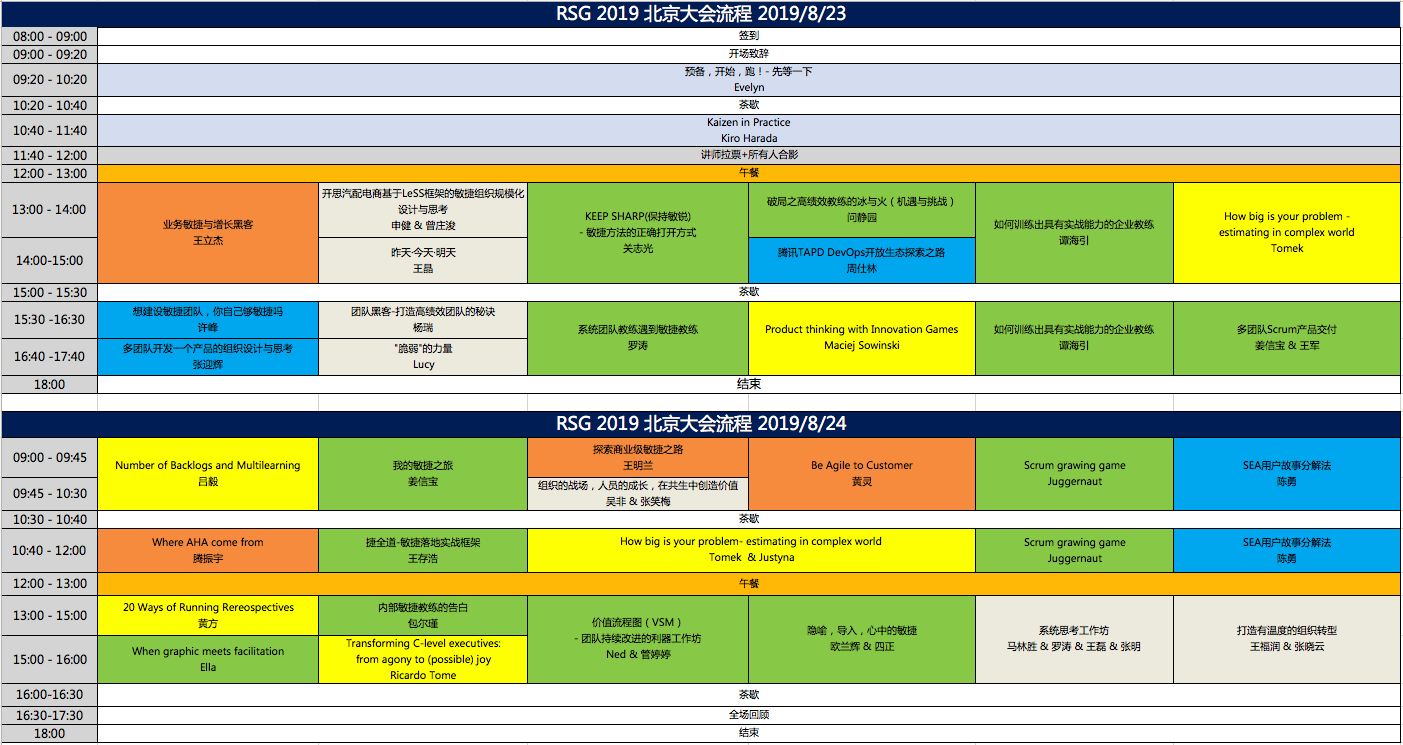 RSG 2019 北京大会流程 2019/8/23
08:00 - 09:00
签到
09:00 - 09:20
开场致辞
09:20 - 10:20
预备，开始，跑！- 先等一下
Evelyn
10:20 - 10:40
茶歇
10:40 - 11:40
Kaizen in Practice
Kiro Harada
11:40 - 12:00
讲师拉票+所有人合影
12:00 - 13:00
午餐
13:00 - 14:00
14:00-15:00
业务敏捷与增长黑客
王立杰
开思汽配电商基于LeSS框架的敏捷组织规模化
设计与思考
申健 & 曾庄浚
昨天·今天·明天
王晶
KEEP SHARP(保持敏锐)
- 敏捷方法的正确打开方式
关志光
破局之高绩效教练的冰与火（机遇与挑战）
问静园
腾讯TAPD DevOps开放生态探索之路
周仕林
如何训练出具有实战能力的企业教练
谭海引
How big is your problem -
estimating in complex world
Tomek
15:00 - 15:30
茶歇
15:30 -16:30
16:40 -17:40
想建设敏捷团队，你自己够敏捷吗
许峰
多团队开发一个产品的组织设计与思考
张迎辉
团队黑客-打造高绩效团队的秘诀
杨瑞
"脆弱"的力量
Lucy
系统团队教练遇到敏捷教练
罗涛
Product thinking with Innovation Games
Maciej Sowinski
如何训练出具有实战能力的企业教练
谭海引
多团队Scrum产品交付
姜信宝 & 王军
18:00
结束
RSG 2019 北京大会流程 2019/8/24
09:00 - 09:45
09:45 - 10:30
Number of Backlogs and Multilearning
吕毅
我的敏捷之旅
姜信宝
探索商业级敏捷之路
王明兰
组织的战场，人员的成长，在共生中创造价值
吴非 & 张笑梅
Be Agile to Customer
黄灵
Scrum grawing game
Juggernaut
SEA用户故事分解法
陈勇
10:30 - 10:40
茶歇
10:40 - 12:00
Where AHA come from
腾振宇
捷全道-敏捷落地实战框架
王存浩
How big is your problem- estimating in complex world
Tomek & Justyna
Scrum grawing game
Juggernaut
SEA用户故事分解法
陈勇
12:00 - 13:00
午餐
13:00 - 15:00
15:00 - 16:00
20 Ways of Running Rereospectives
黄方
When graphic meets facilitation
Ella
内部敏捷教练的告白
包尔瑾
Transforming C-level executives:
from agony to (possible) joy
Ricardo Tome
价值流程图（VSM）
- 团队持续改进的利器工作坊
Ned & 管婷婷
隐喻，导入，心中的敏捷
欧兰辉 & 四正
系统思考工作坊
马林胜 & 罗涛 & 王磊 & 张明
打造有温度的组织转型
王福润 & 张晓云
16:00-16:30
茶歇
16:30-17:30
全场回顾
18:00
结束